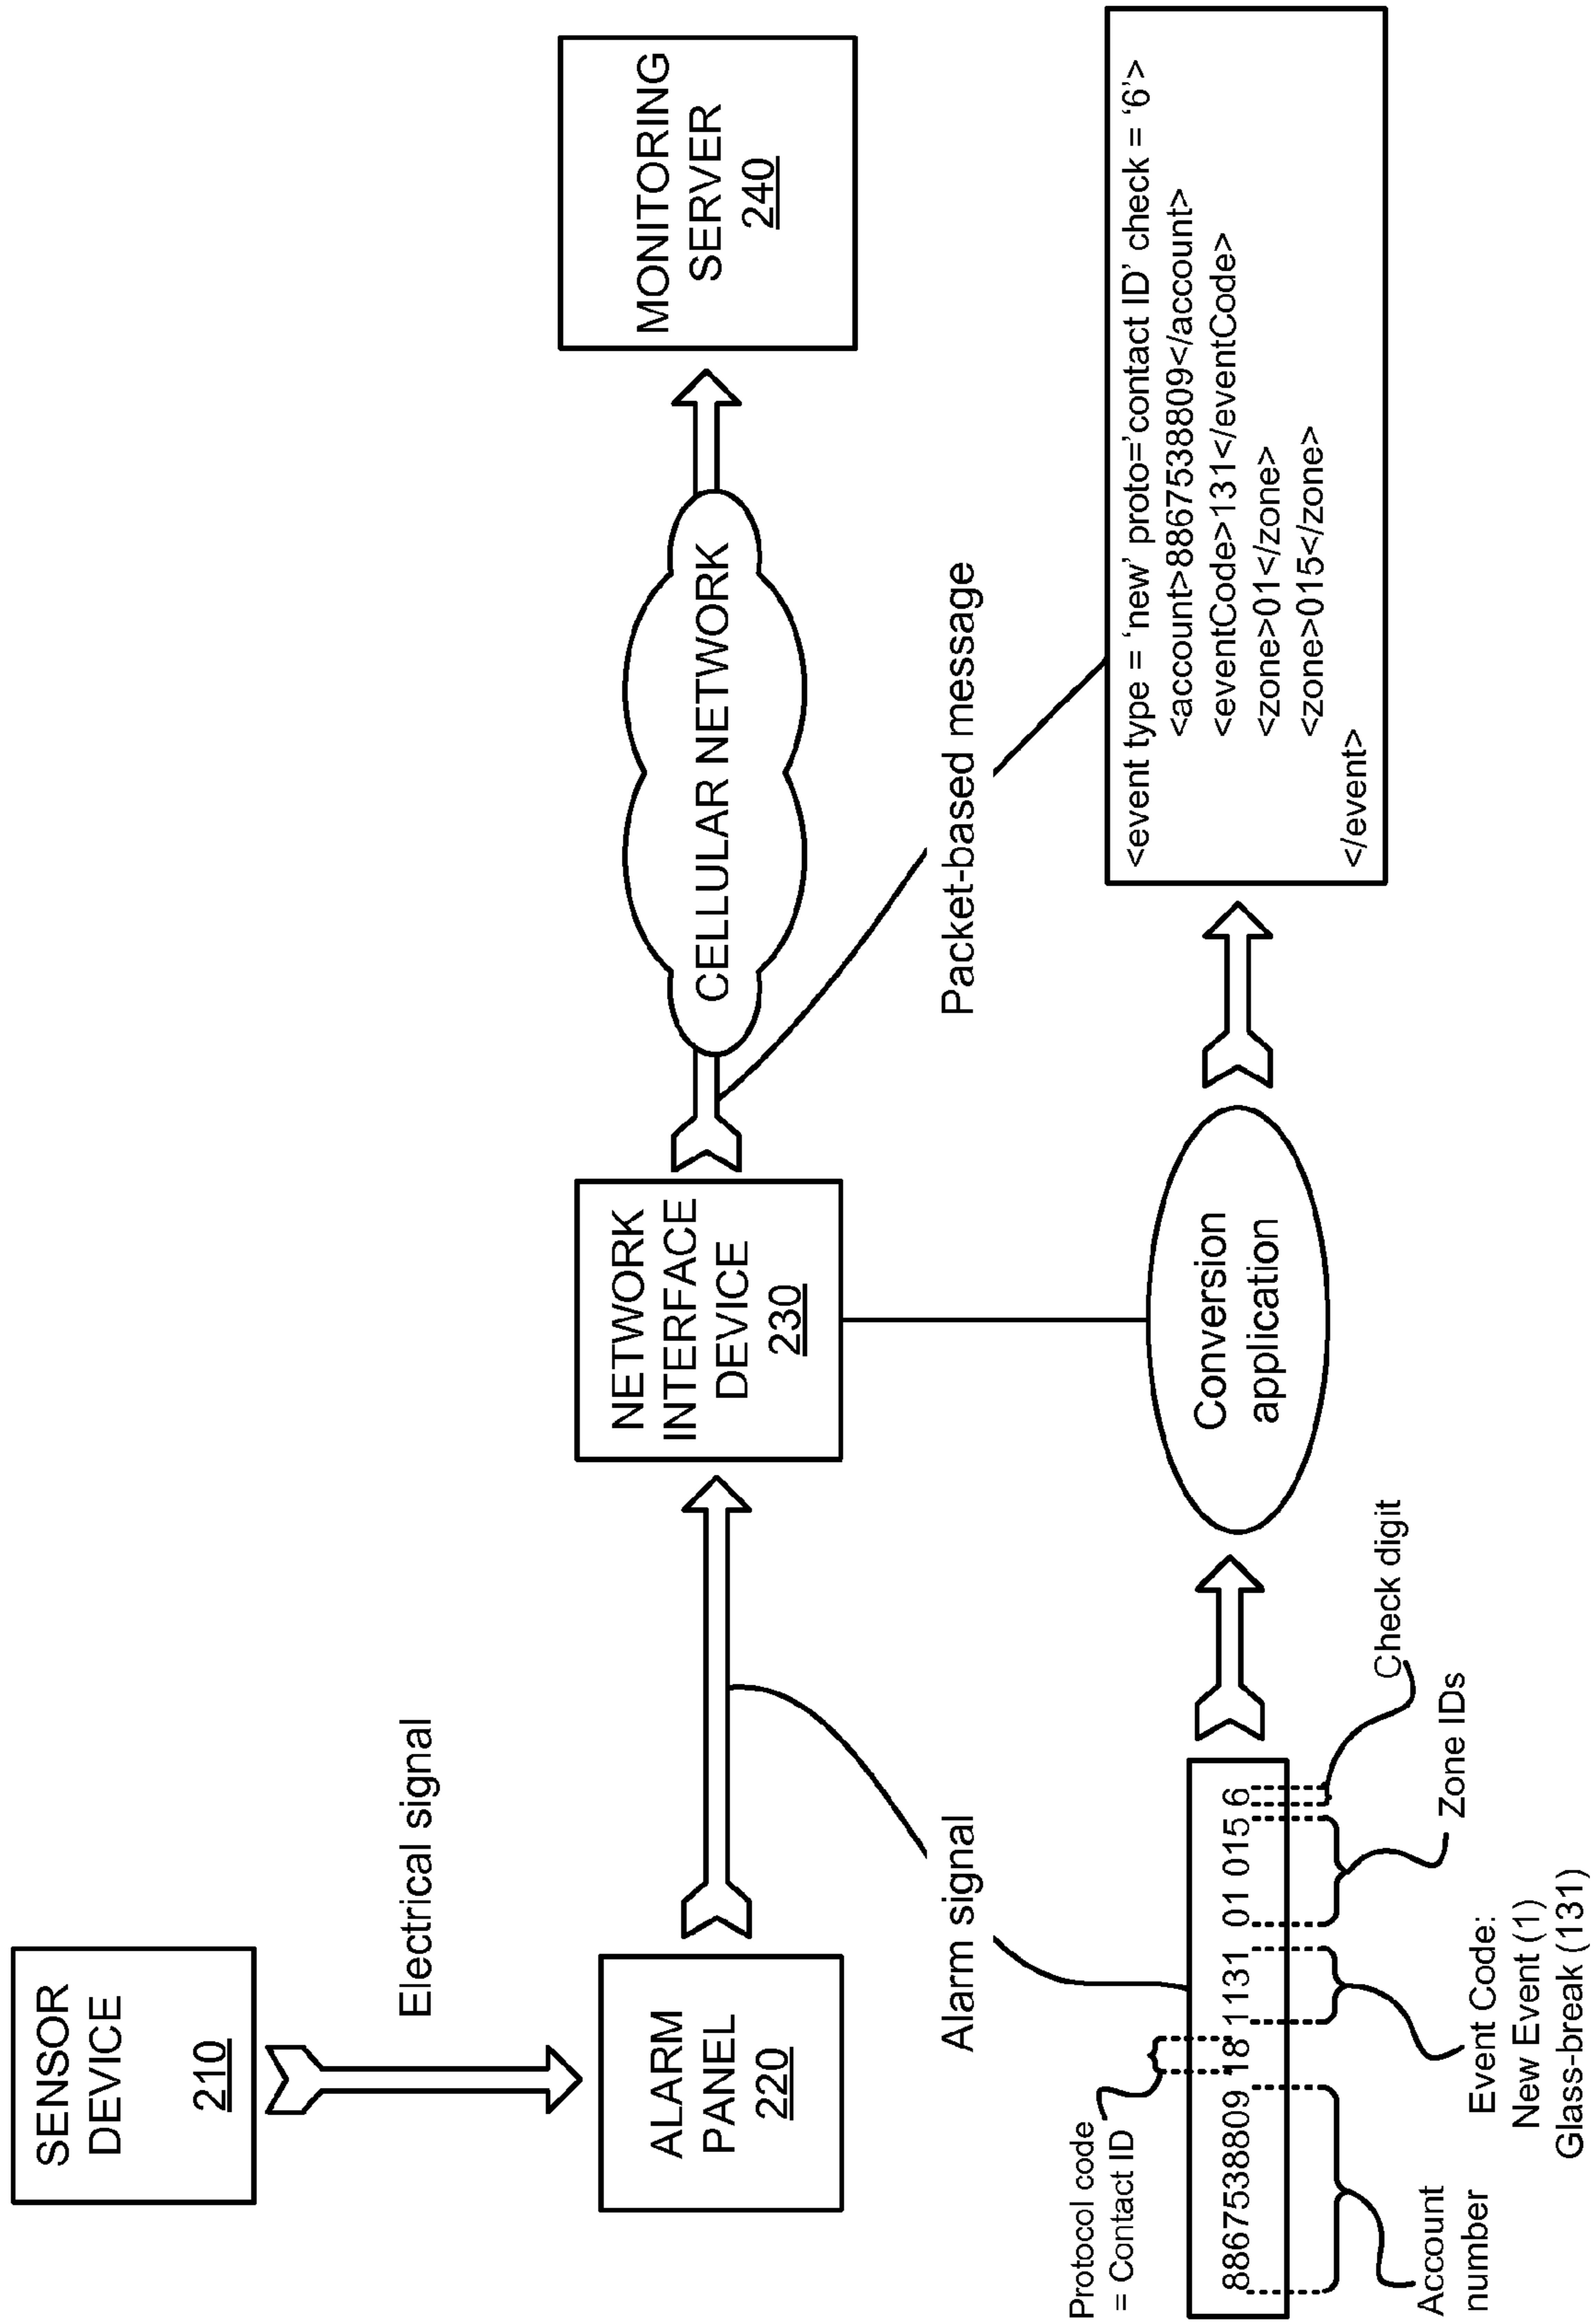 SENSOR
DEVICE
210
Electrical signal
ALARM
PANEL
220
NETWORK
INTERFACE
DEVICE
230
CELLULAR NETWORK
MONITORING
SERVER
240
Alarm signal
Packet-based message
Protocol code
= Contact ID
8867538809 18 1131 01 015 6
Account
number
Event Code:
New Event (1)
Glass-break (131)
Zone IDs
Check digit
Conversion
application
<event type = ‘new’ proto=‘contact ID’ check = ‘6’>
<account>8867538809</account>
<eventCode>131</eventCode>
<zone>01</zone>
<zone>015</zone>
</event>